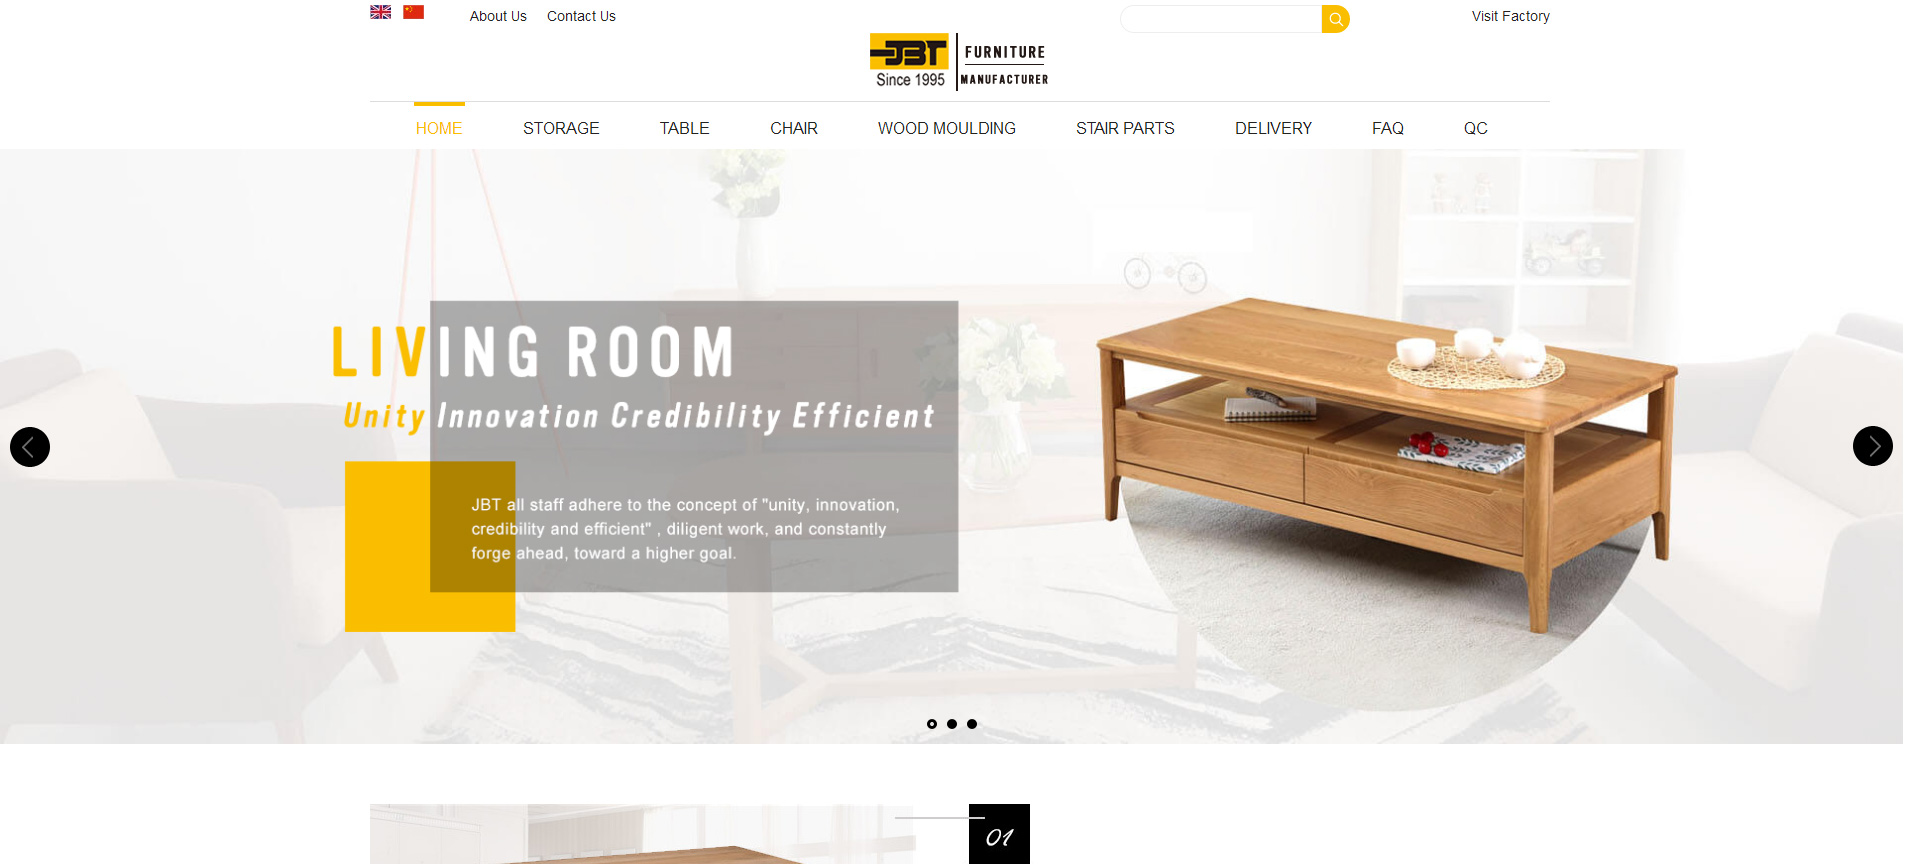 About Us
Contact Us
Visit Factory
JBT
Since 1995
FURNITURE
MANUFACTURER
HOME
STORAGE
TABLE
CHAIR
WOOD MOULDING
STAIR PARTS
DELIVERY
FAQ
QC
LIVING ROOM
Unity Innovation Credibility Efficient
JBT all staff adhere to the concept of "unity, innovation,
credibility and efficient" , diligent work, and constantly
forge ahead, toward a higher goal.
01